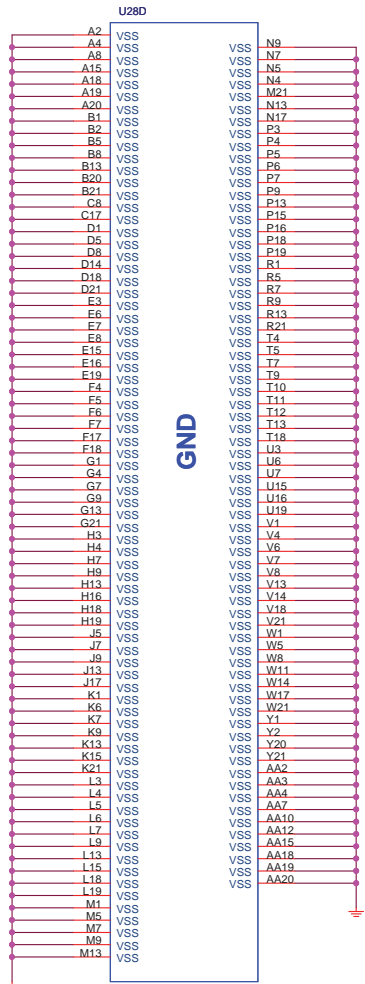 U28D
A2 VSS
A4 VSS
A8 VSS
A15 VSS
A18 VSS
A19 VSS
A20 VSS
B1 VSS
B2 VSS
B5 VSS
B8 VSS
B13 VSS
B20 VSS
B21 VSS
C8 VSS
C17 VSS
D1 VSS
D5 VSS
D8 VSS
D14 VSS
D18 VSS
D21 VSS
E3 VSS
E6 VSS
E7 VSS
E8 VSS
E15 VSS
E16 VSS
E19 VSS
F4 VSS
F5 VSS
F6 VSS
F7 VSS
F17 VSS
F18 VSS
G1 VSS
G4 VSS
G7 VSS
G9 VSS
G13 VSS
G21 VSS
H3 VSS
H4 VSS
H7 VSS
H9 VSS
H13 VSS
H16 VSS
H18 VSS
H19 VSS
J5 VSS
J7 VSS
J9 VSS
J13 VSS
J17 VSS
K1 VSS
K6 VSS
K7 VSS
K9 VSS
K13 VSS
K15 VSS
K21 VSS
L3 VSS
L4 VSS
L5 VSS
L6 VSS
L7 VSS
L9 VSS
L13 VSS
L15 VSS
L18 VSS
L19 VSS
M1 VSS
M5 VSS
M7 VSS
M9 VSS
M13 VSS
GND
VSS N9
VSS N7
VSS N5
VSS N4
VSS M21
VSS N13
VSS N17
VSS P3
VSS P4
VSS P5
VSS P6
VSS P7
VSS P9
VSS P13
VSS P15
VSS P16
VSS P18
VSS P19
VSS R1
VSS R5
VSS R7
VSS R9
VSS R13
VSS R21
VSS T4
VSS T5
VSS T7
VSS T9
VSS T10
VSS T11
VSS T12
VSS T13
VSS T18
VSS U3
VSS U6
VSS U7
VSS U15
VSS U16
VSS U19
VSS V1
VSS V4
VSS V6
VSS V7
VSS V8
VSS V13
VSS V14
VSS V18
VSS V21
VSS W1
VSS W5
VSS W8
VSS W11
VSS W14
VSS W17
VSS W21
VSS Y1
VSS Y2
VSS Y20
VSS Y21
VSS AA2
VSS AA3
VSS AA4
VSS AA7
VSS AA10
VSS AA12
VSS AA15
VSS AA18
VSS AA19
VSS AA20